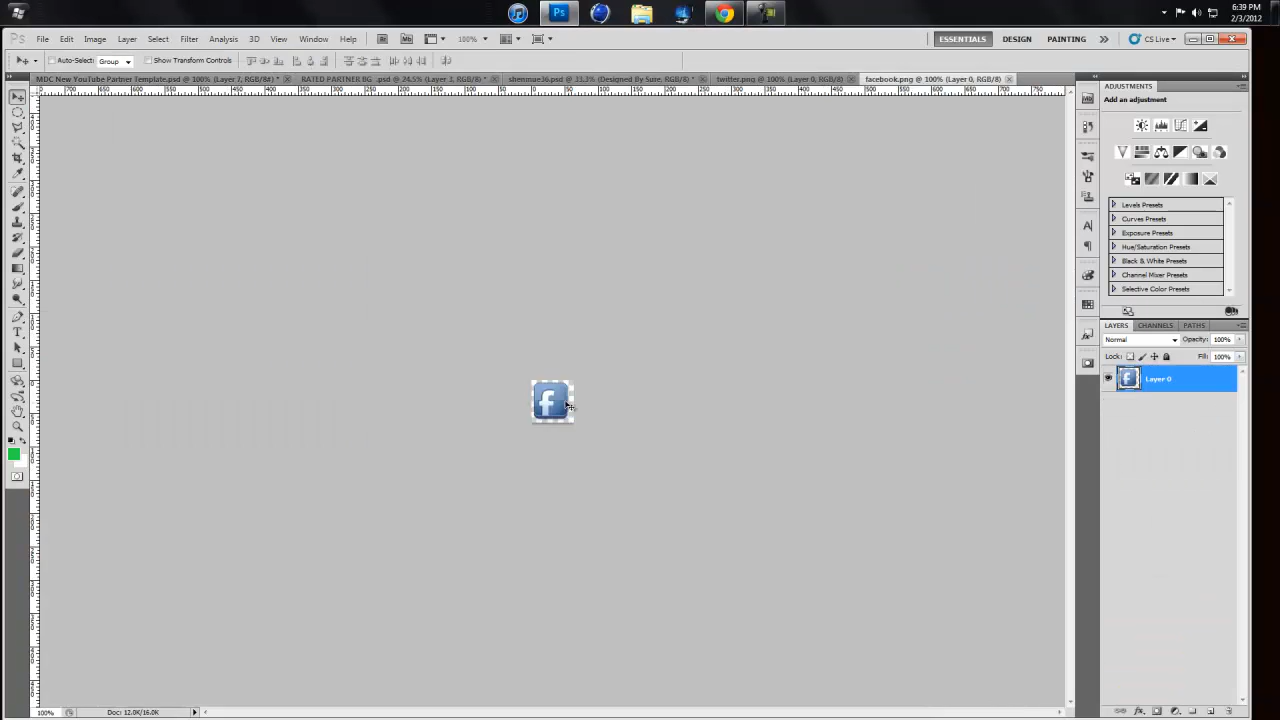 6:39 PM
2/3/2012
Ps
File Edit Image Layer Select Filter Analysis 3D View Window Help
Mb
100%
ESSENTIALS DESIGN PAINTING
CS Live
Auto-Select: Group Show Transform Controls
MDC New YouTube Partner Template.psd @ 100% (Layer 7, RGB/8#) *
RATED PARTNER BG .psd @ 24.5% (Layer 3, RGB/8) *
shenmue36.psd @ 33.3% (Designed By Sure, RGB/8) *
twitter.png @ 100% (Layer 0, RGB/8)
facebook.png @ 100% (Layer 0, RGB/8)
ADJUSTMENTS
Add an adjustment
Levels Presets
Curves Presets
Exposure Presets
Hue/Saturation Presets
Black & White Presets
Channel Mixer Presets
Selective Color Presets
LAYERS CHANNELS PATHS
Normal Opacity: 100%
Lock: Fill: 100%
Layer 0
f
100%
Doc: 12.0K/16.0K